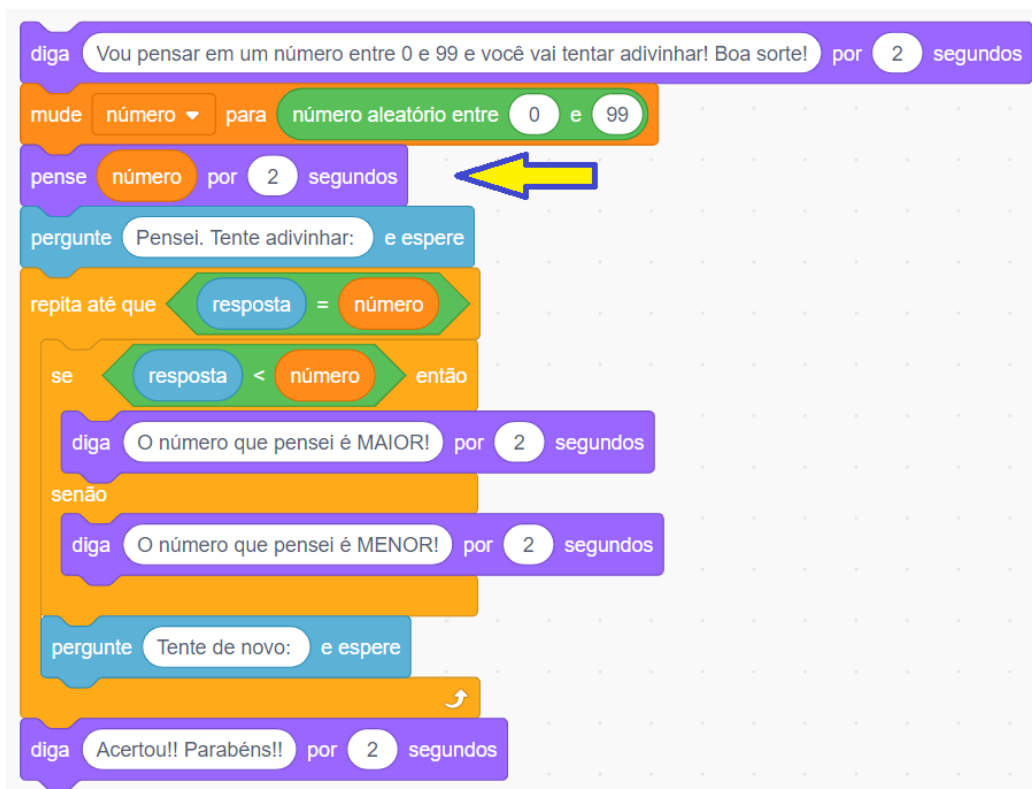 diga Vou pensar em um número entre 0 e 99 e você vai tentar adivinhar! Boa sorte! por 2 segundos
mude número para número aleatório entre 0 e 99
pense número por 2 segundos
pergunte Pensei. Tente adivinhar: e espere
repita até que resposta = número
se resposta < número então
diga O número que pensei é MAIOR! por 2 segundos
senão
diga O número que pensei é MENOR! por 2 segundos
pergunte Tente de novo: e espere
diga Acertou!! Parabéns!! por 2 segundos